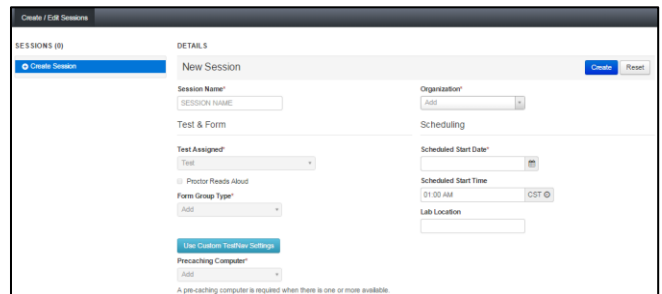 Create / Edit Sessions
SESSIONS (0)
Create Session
DETAILS
New Session
Create
Reset
Session Name*
SESSION NAME
Organization*
Add
Test & Form
Scheduling
Test Assigned*
Test
Scheduled Start Date*
Proctor Reads Aloud
Scheduled Start Time
01:00 AM
CST
Form Group Type*
Add
Lab Location
Use Custom TestNav Settings
Precaching Computer*
Add
A pre-caching computer is required when there is one or more available.